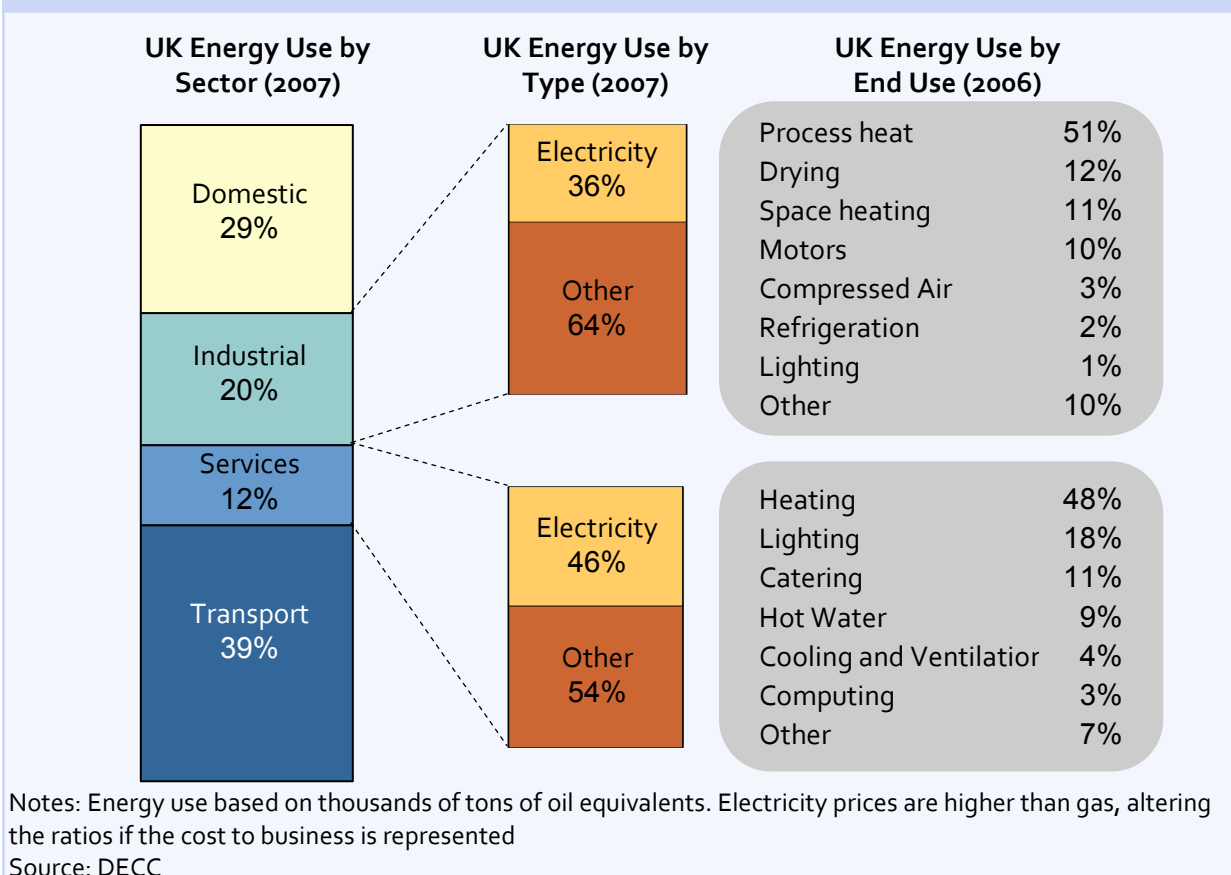 UK Energy Use by
Sector (2007)
UK Energy Use by
Type (2007)
UK Energy Use by
End Use (2006)
Domestic
29%
Industrial
20%
Services
12%
Transport
39%
Electricity
36%
Other
64%
Electricity
46%
Other
54%
Process heat 51%
Drying 12%
Space heating 11%
Motors 10%
Compressed Air 3%
Refrigeration 2%
Lighting 1%
Other 10%
Heating 48%
Lighting 18%
Catering 11%
Hot Water 9%
Cooling and Ventilation 4%
Computing 3%
Other 7%
Notes: Energy use based on thousands of tons of oil equivalents. Electricity prices are higher than gas, altering
the ratios if the cost to business is represented
Source: DECC